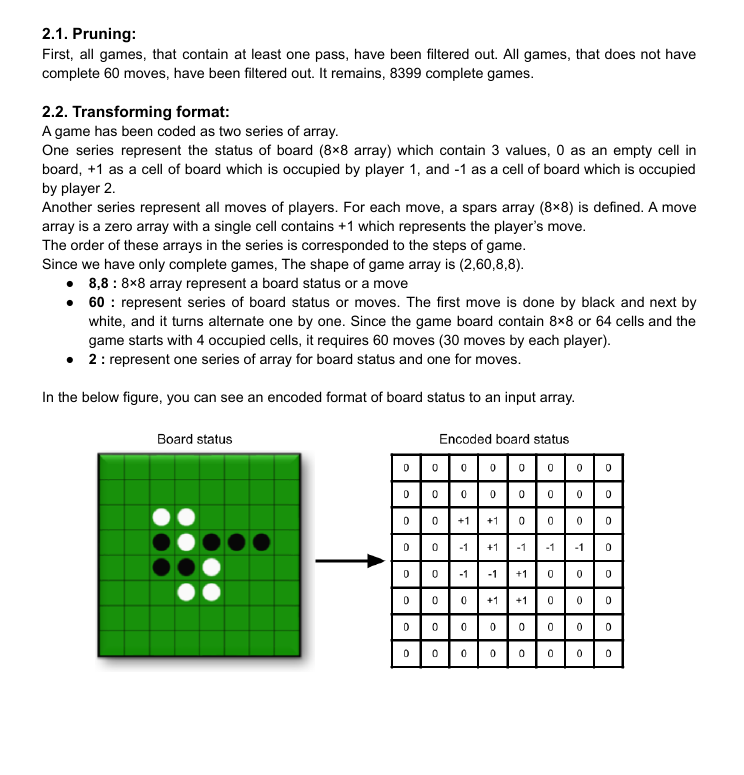 2.1. Pruning:
First, all games, that contain at least one pass, have been filtered out. All games, that does not have
complete 60 moves, have been filtered out. It remains, 8399 complete games.
2.2. Transforming format:
A game has been coded as two series of array.
One series represent the status of board (8×8 array) which contain 3 values, 0 as an empty cell in
board, +1 as a cell of board which is occupied by player 1, and -1 as a cell of board which is occupied
by player 2.
Another series represent all moves of players. For each move, a spars array (8×8) is defined. A move
array is a zero array with a single cell contains +1 which represents the player’s move.
The order of these arrays in the series is corresponded to the steps of game.
Since we have only complete games, The shape of game array is (2,60,8,8).
● 8,8 : 8×8 array represent a board status or a move
● 60 : represent series of board status or moves. The first move is done by black and next by
white, and it turns alternate one by one. Since the game board contain 8×8 or 64 cells and the
game starts with 4 occupied cells, it requires 60 moves (30 moves by each player).
● 2 : represent one series of array for board status and one for moves.
In the below figure, you can see an encoded format of board status to an input array.
Board status
Encoded board status
0 0 0 0 0 0 0 0
0 0 0 0 0 0 0 0
0 0 +1 +1 0 0 0 0
0 0 -1 +1 -1 -1 -1 0
0 0 -1 -1 +1 0 0 0
0 0 0 +1 +1 0 0 0
0 0 0 0 0 0 0 0
0 0 0 0 0 0 0 0